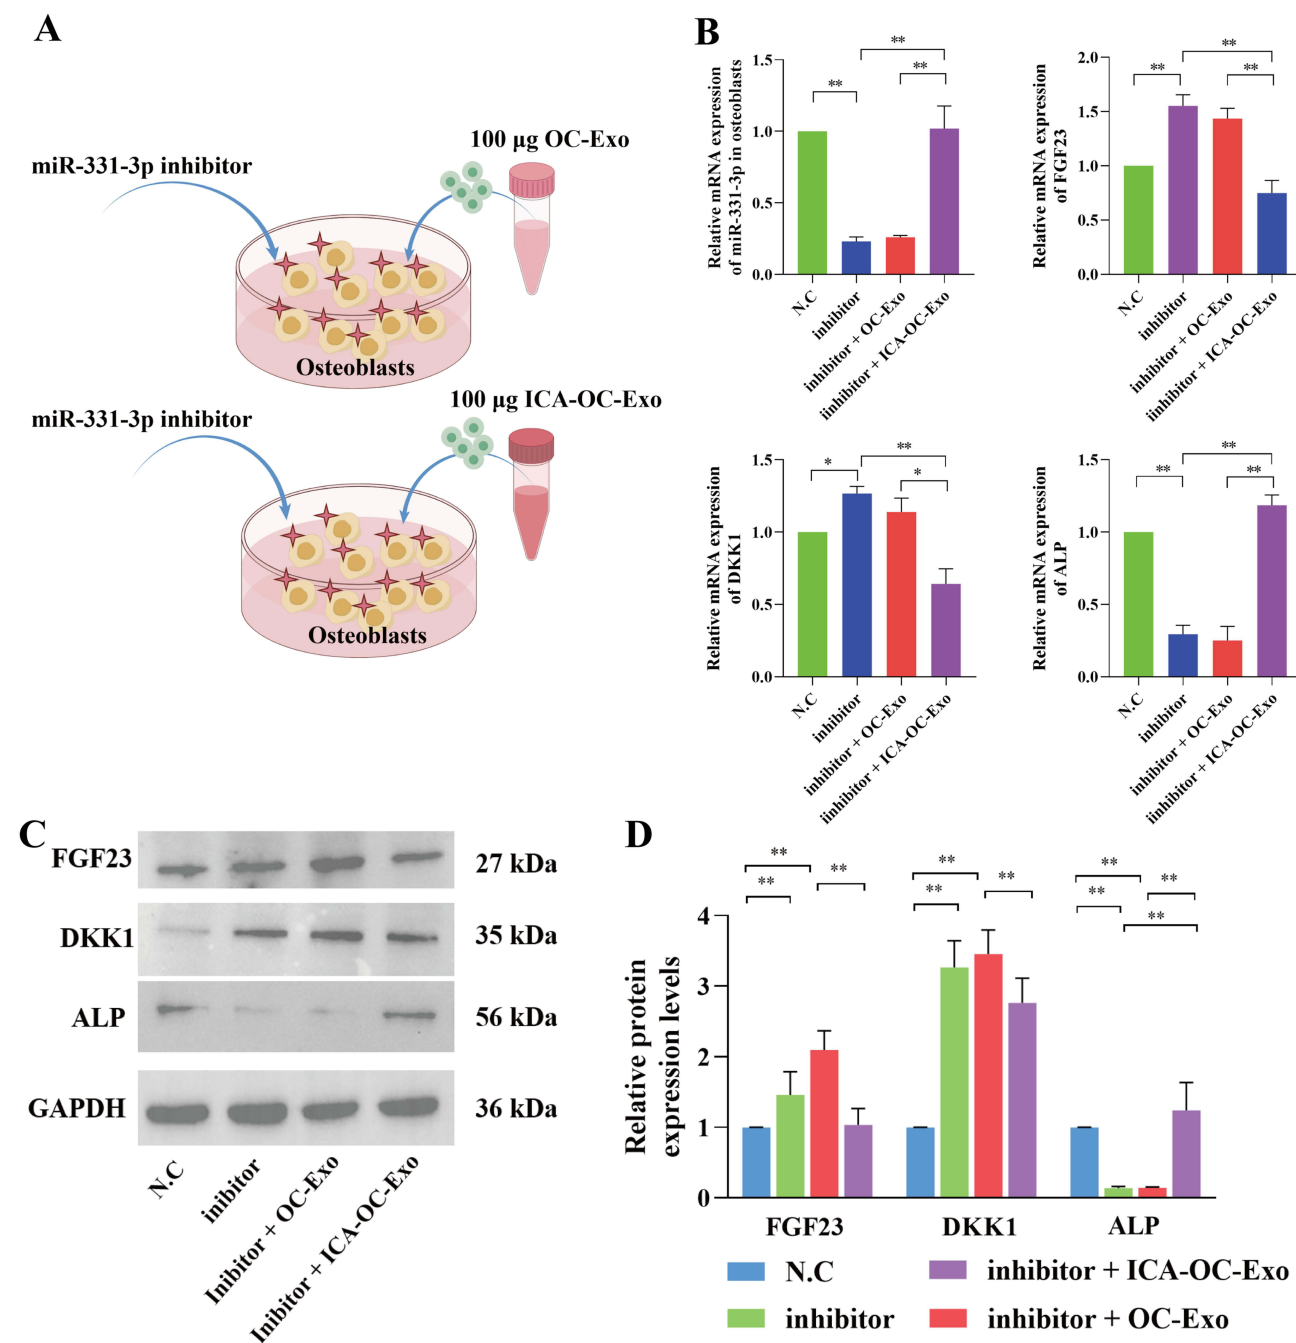 A
miR-331-3p inhibitor
100 μg OC-Exo
Osteoblasts
miR-331-3p inhibitor
100 μg ICA-OC-Exo
Osteoblasts
B
Relative mRNA expression
of miR-331-3p in osteoblasts
1.5
1.0
0.5
0.0
**
**
**
N.C
inhibitor
inhibitor + OC-Exo
iinhibitor + ICA-OC-Exo
Relative mRNA expression
of FGF23
2.0
1.5
1.0
0.5
0.0
**
**
**
N.C
inhibitor
inhibitor + OC-Exo
iinhibitor + ICA-OC-Exo
Relative mRNA expression
of DKK1
1.5
1.0
0.5
0.0
*
**
*
N.C
inhibitor
inhibitor + OC-Exo
iinhibitor + ICA-OC-Exo
Relative mRNA expression
of ALP
1.5
1.0
0.5
0.0
**
**
**
N.C
inhibitor
inhibitor + OC-Exo
iinhibitor + ICA-OC-Exo
C
FGF23
27 kDa
DKK1
35 kDa
ALP
56 kDa
GAPDH
36 kDa
N.C
inibitor
Inibitor + OC-Exo
Inibitor + ICA-OC-Exo
D
Relative protein
expression levels
4
3
2
1
0
**
**
**
**
**
**
**
**
**
**
FGF23
DKK1
ALP
N.C
inhibitor + ICA-OC-Exo
inhibitor
inhibitor + OC-Exo